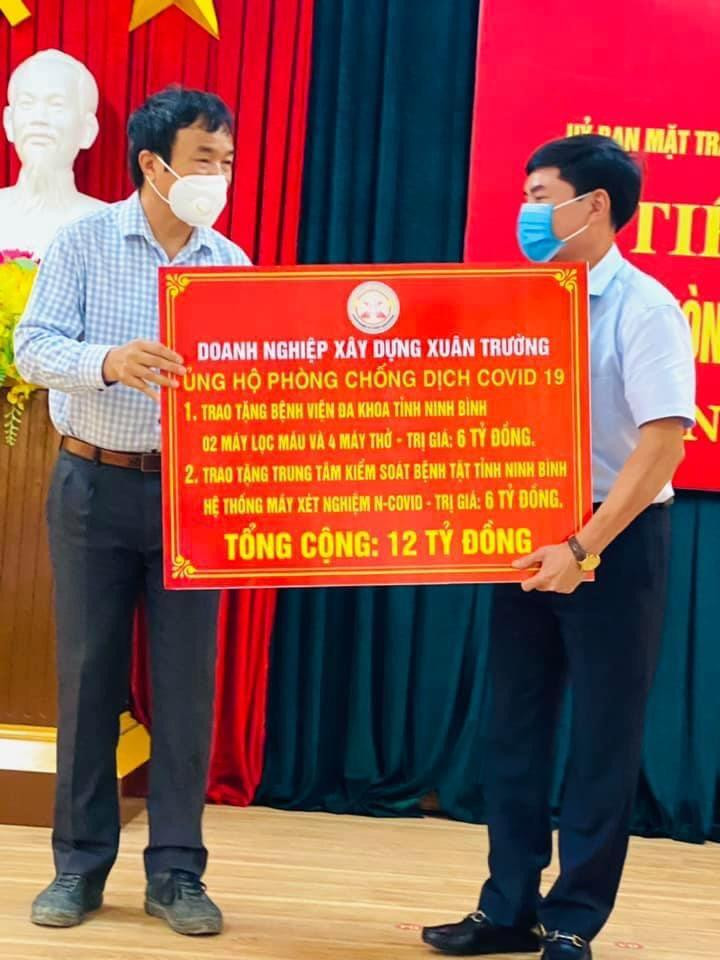 UỶ BAN MẶT TR
TIẾ
DOANH NGHIỆP XÂY DỰNG XUÂN TRƯỜNG
ỦNG HỘ PHÒNG CHỐNG DỊCH COVID 19
1. TRAO TẶNG BỆNH VIỆN ĐA KHOA TỈNH NINH BÌNH
02 MÁY LỌC MÁU VÀ 4 MÁY THỞ - TRỊ GIÁ: 6 TỶ ĐỒNG.
2. TRAO TẶNG TRUNG TÂM KIỂM SOÁT BỆNH TẬT TỈNH NINH BÌNH
HỆ THỐNG MÁY XÉT NGHIỆM N-COVID - TRỊ GIÁ: 6 TỶ ĐỒNG.
TỔNG CỘNG: 12 TỶ ĐỒNG